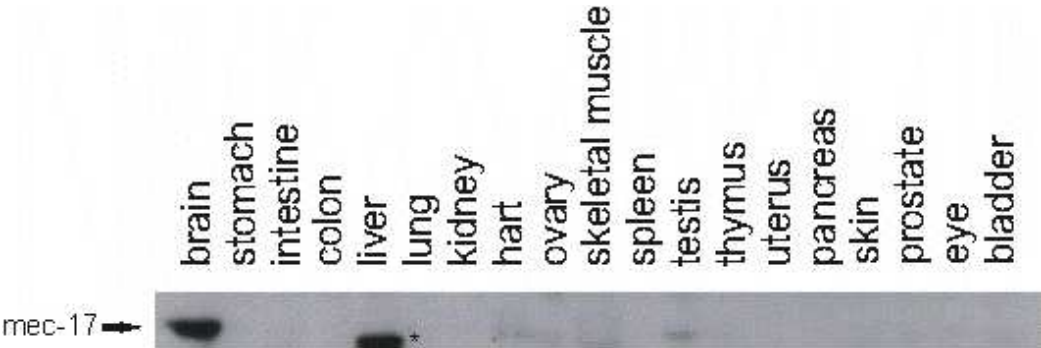 brain
stomach
intestine
colon
liver
lung
kidney
hart
ovary
skeletal muscle
spleen
testis
thymus
uterus
pancreas
skin
prostate
eye
bladder
mec-17
*